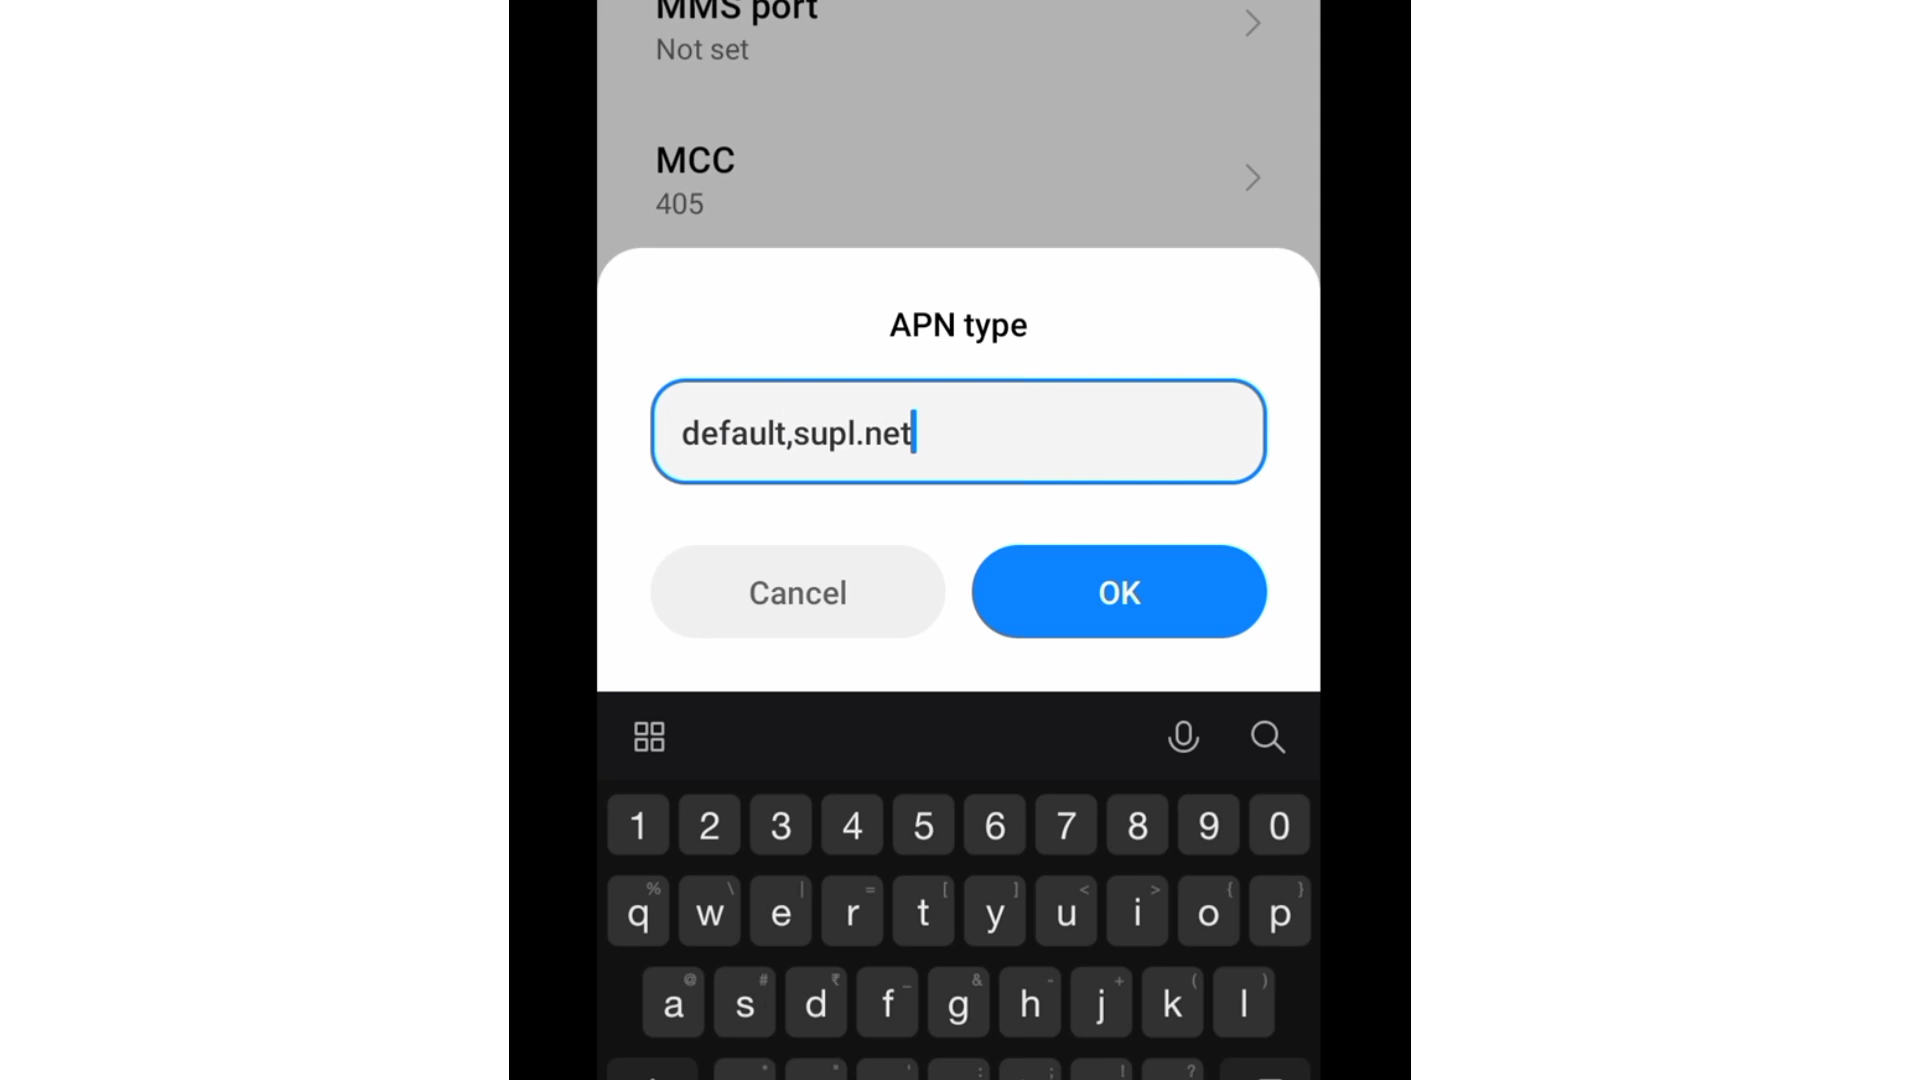 MMS port
Not set
MCC
405
APN type
default,supl.net
Cancel
OK
1 2 3 4 5 6 7 8 9 0
% \ | = [ ] < > { }
q w e r t y u i o p
@ # ₹ _ & - + ( )
a s d f g h j k l
* " ' : ; ! ?